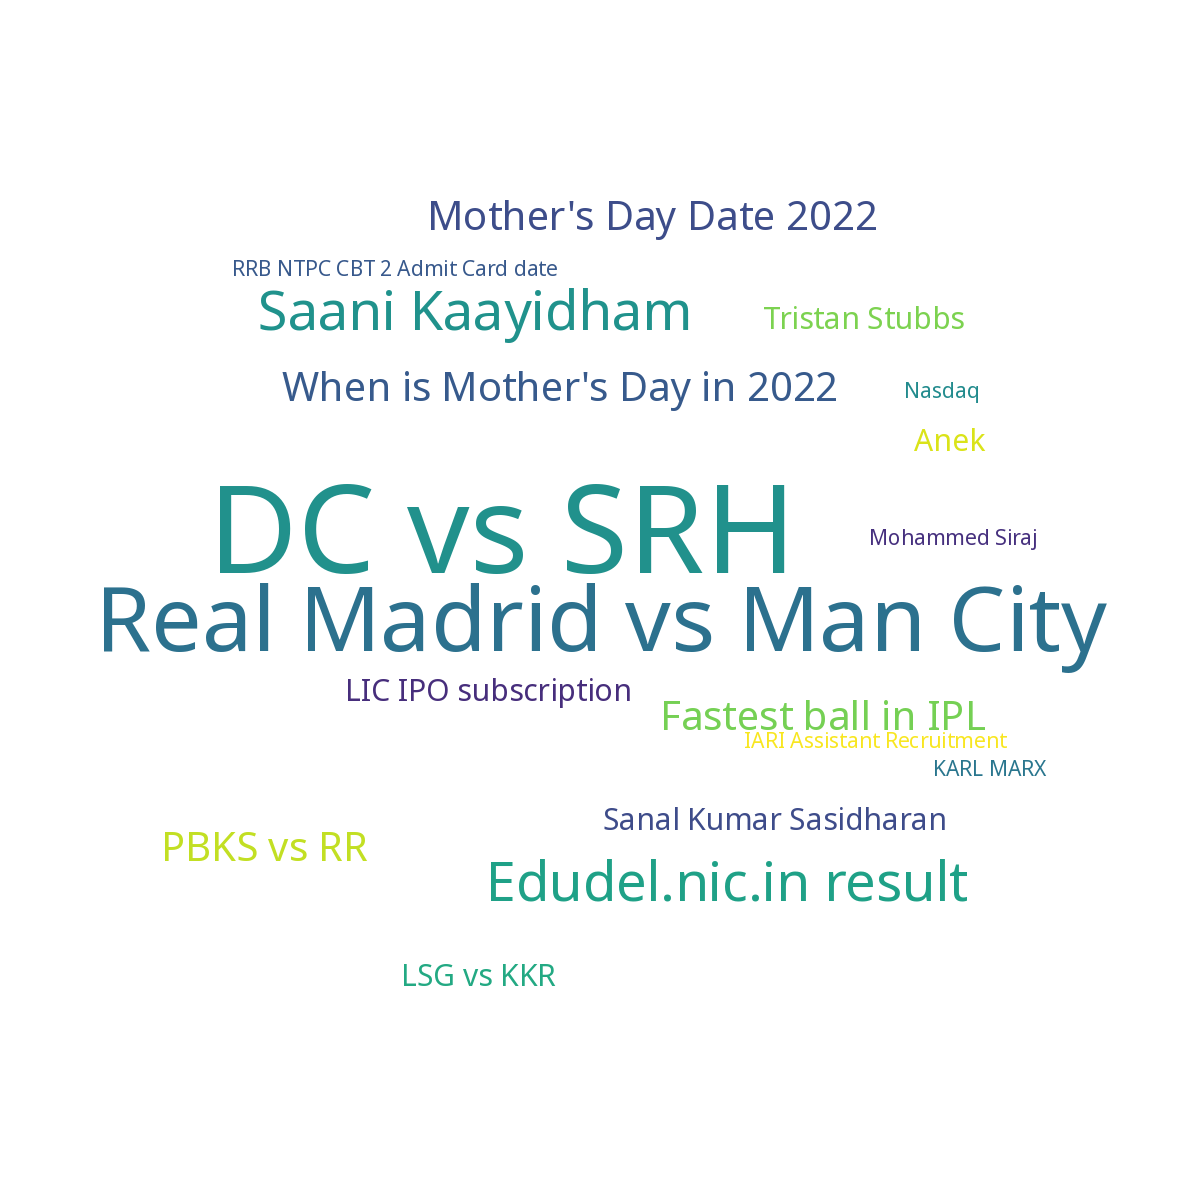 Mother's Day Date 2022
RRB NTPC CBT 2 Admit Card date
Saani Kaayidham
Tristan Stubbs
When is Mother's Day in 2022
Nasdaq
Anek
DC vs SRH
Mohammed Siraj
Real Madrid vs Man City
LIC IPO subscription
Fastest ball in IPL
IARI Assistant Recruitment
KARL MARX
Sanal Kumar Sasidharan
PBKS vs RR
Edudel.nic.in result
LSG vs KKR